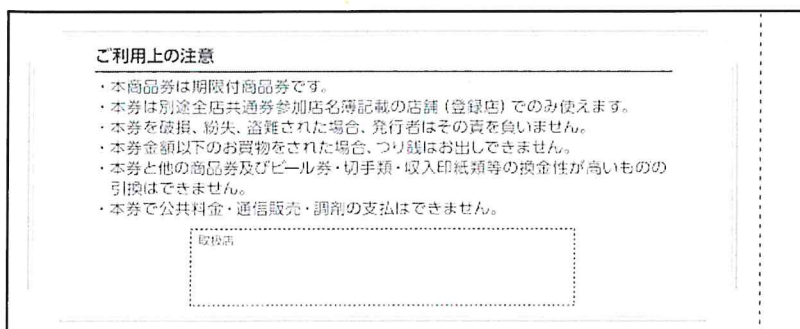 ご利用上の注意
・本商品券は期限付商品券です。
・本券は別途全店共通券参加店名簿記載の店舗（登録店）でのみ使えます。
・本券を破損、紛失、盗難された場合、発行者はその責を負いません。
・本券金額以下のお買物をされた場合、つり銭はお出しできません。
・本券と他の商品券及びビール券・切手類・収入印紙類等の換金性が高いものの
引換はできません。
・本券で公共料金・通信販売・調剤の支払はできません。
取扱店